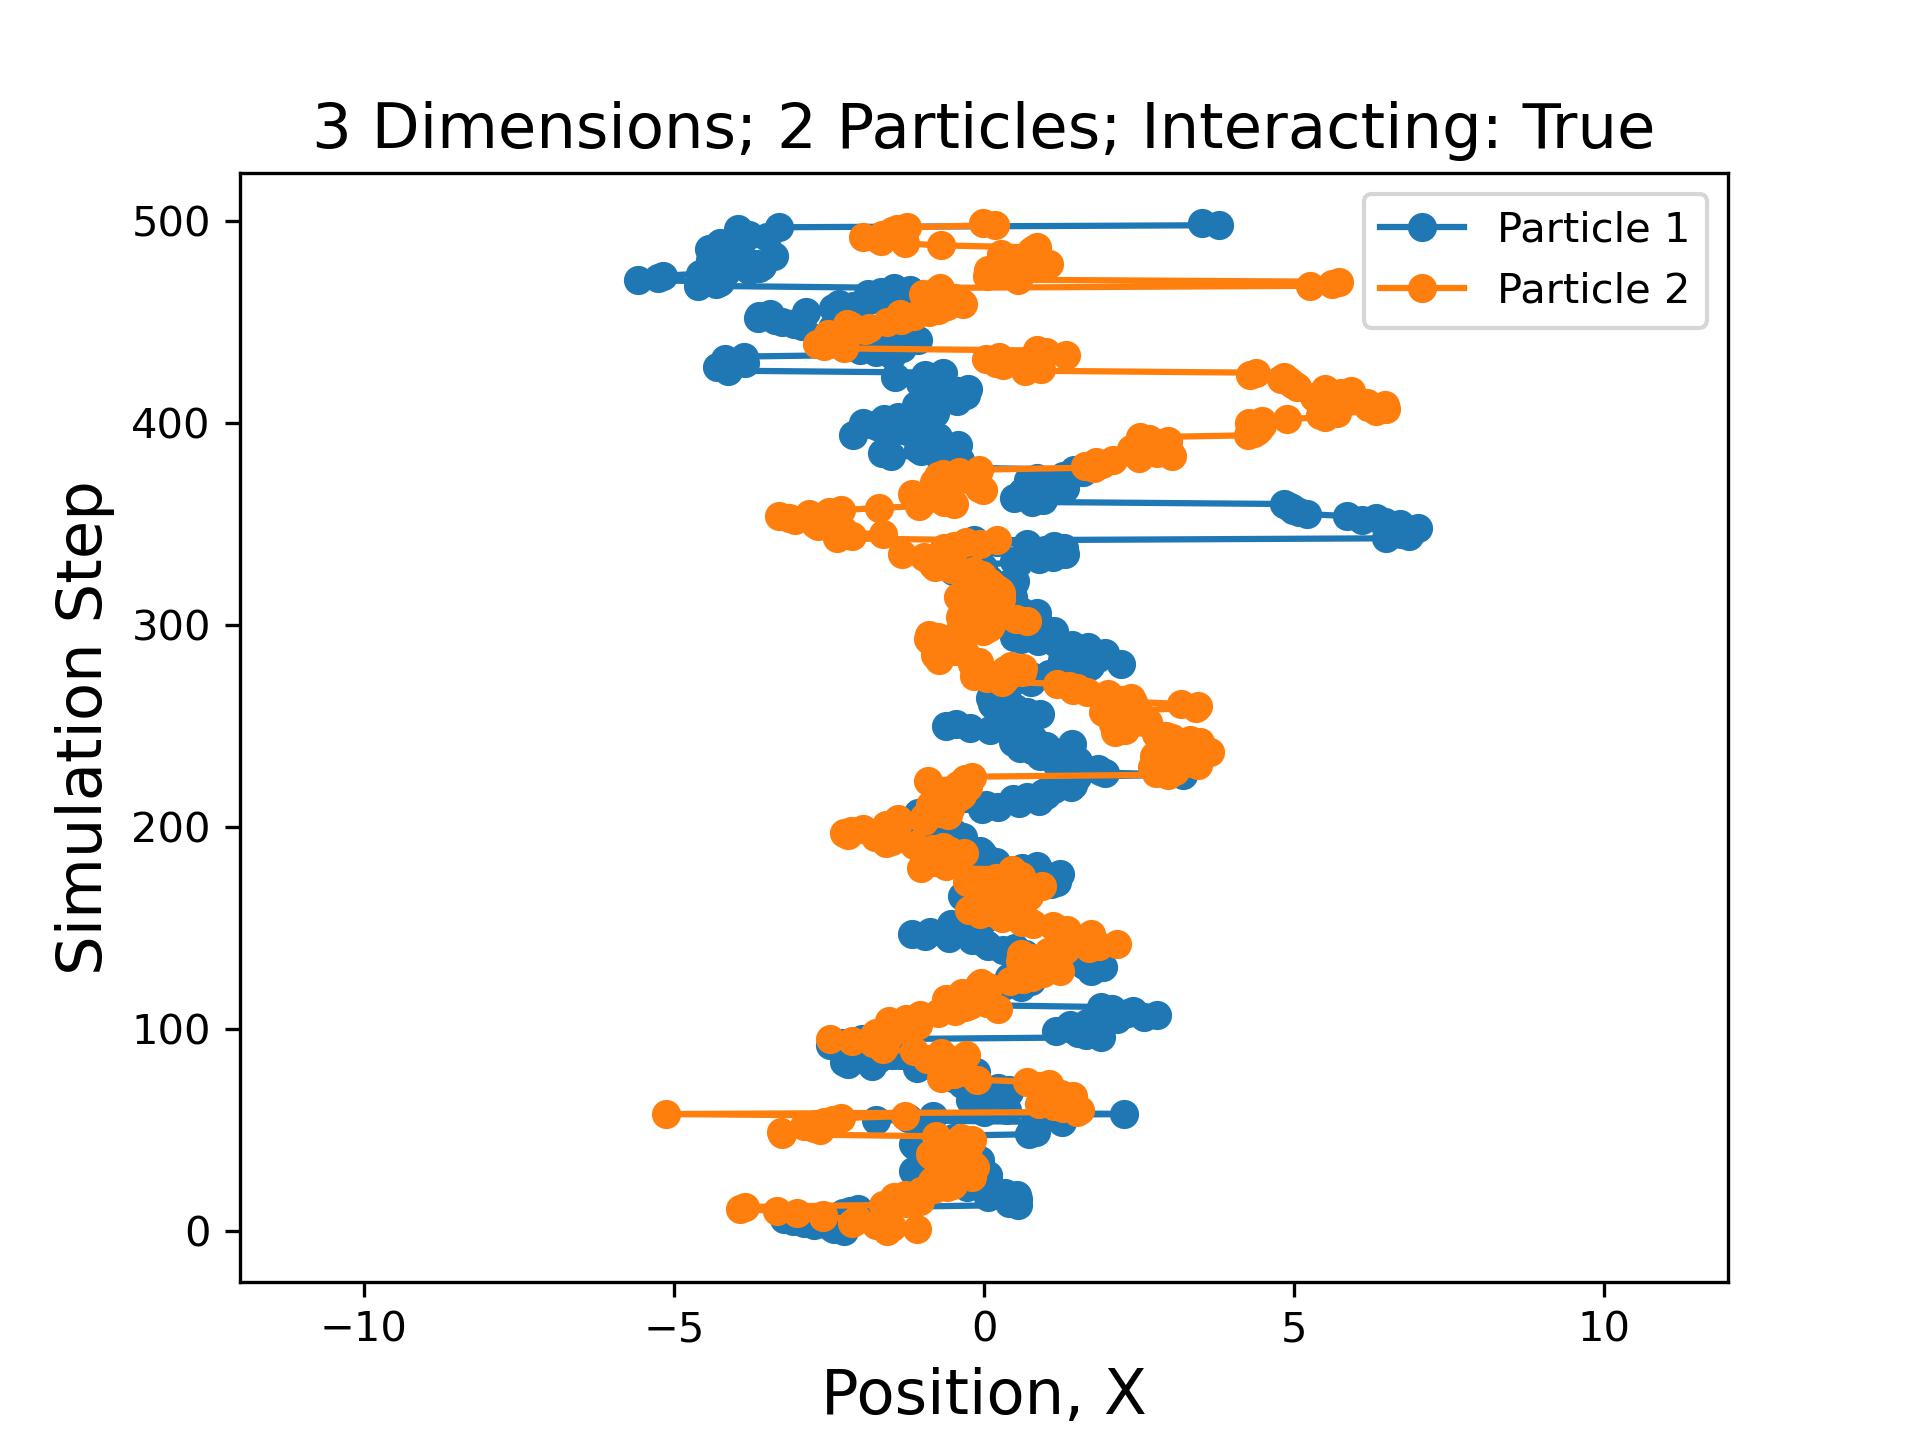 3 Dimensions; 2 Particles; Interacting: True
Particle 1
Particle 2
500
400
300
200
100
0
Simulation Step
−10
−5
0
5
10
Position, X